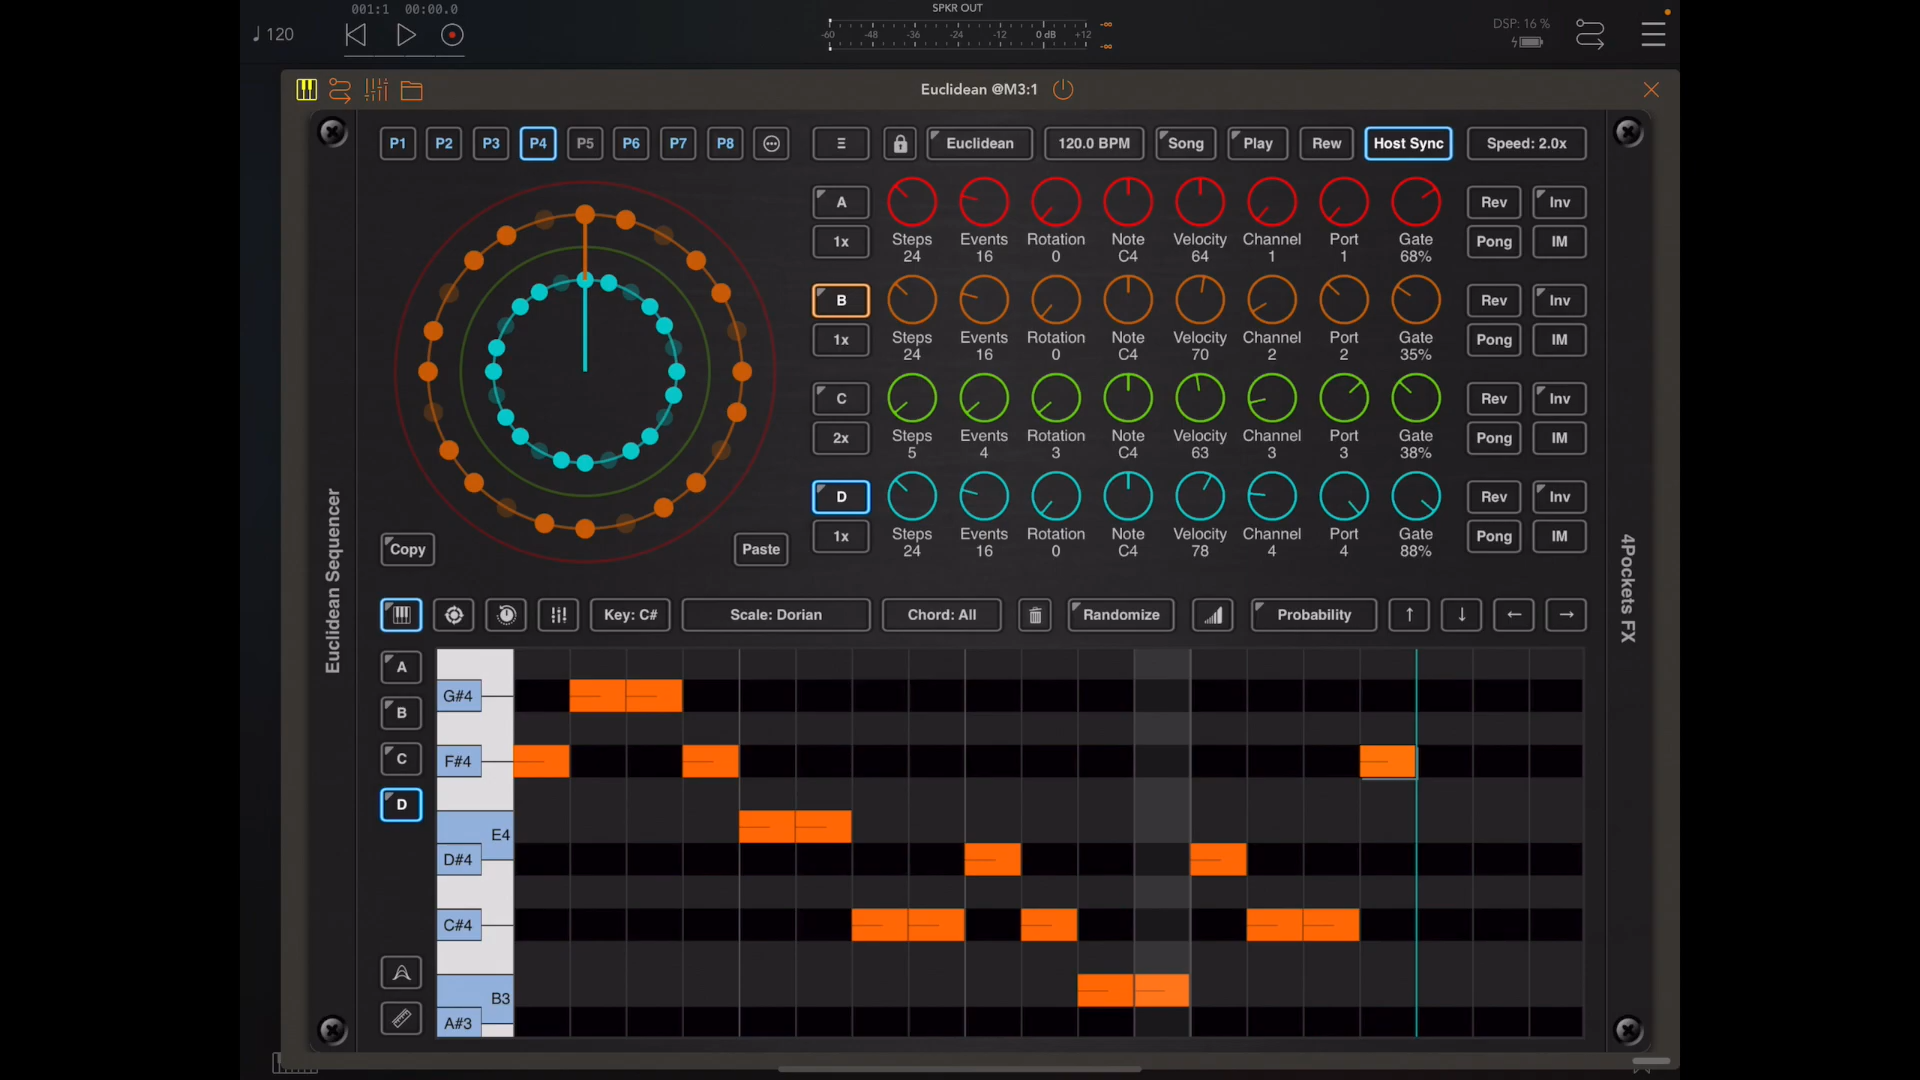 001:1 00:00.0
SPKR OUT
♩120
-60 -48 -36 -24 -12 0 dB +12
-∞
-∞
DSP: 16 %
Euclidean @M3:1
P1 P2 P3 P4 P5 P6 P7 P8
Euclidean 120.0 BPM Song Play Rew Host Sync Speed: 2.0x
A
1x
Steps Events Rotation Note Velocity Channel Port Gate
24 16 0 C4 64 1 1 68%
Rev Inv
Pong IM
B
1x
Steps Events Rotation Note Velocity Channel Port Gate
24 16 0 C4 70 2 2 35%
Rev Inv
Pong IM
C
2x
Steps Events Rotation Note Velocity Channel Port Gate
5 4 3 C4 63 3 3 38%
Rev Inv
Pong IM
D
1x
Steps Events Rotation Note Velocity Channel Port Gate
24 16 0 C4 78 4 4 88%
Rev Inv
Pong IM
Copy Paste
Euclidean Sequencer
4Pockets FX
Key: C# Scale: Dorian Chord: All Randomize Probability ↑ ↓ ← →
A
B
C
D
G#4
F#4
E4
D#4
C#4
B3
A#3